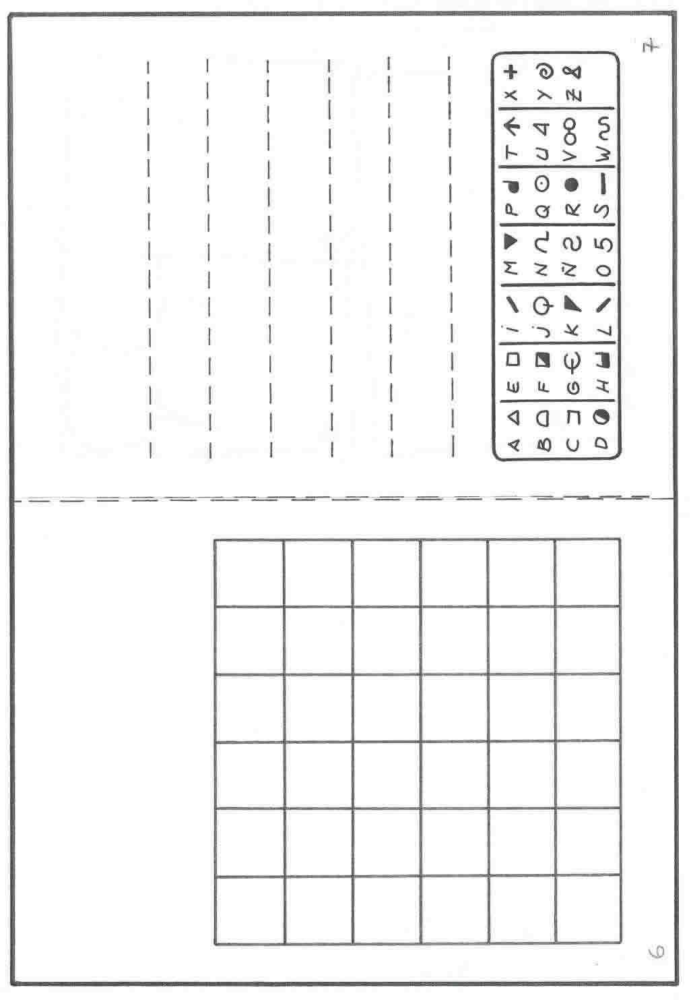 6
A E i M P T X
B F j N Q U Y
C G K Ñ R V Z
D H L O S W
7